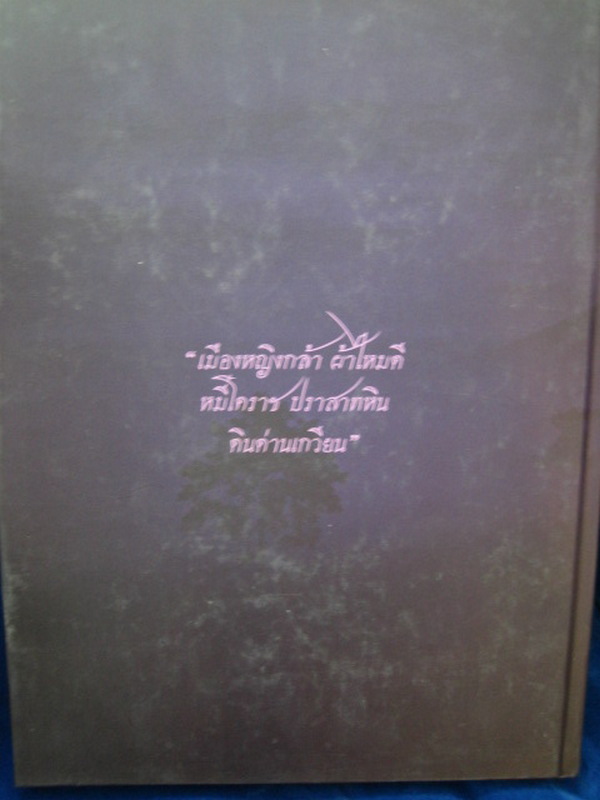 “เมืองหญิงกล้า ผ้าไหมดี
หมี่โคราช ปราสาทหิน
ดินด่านเกวียน”